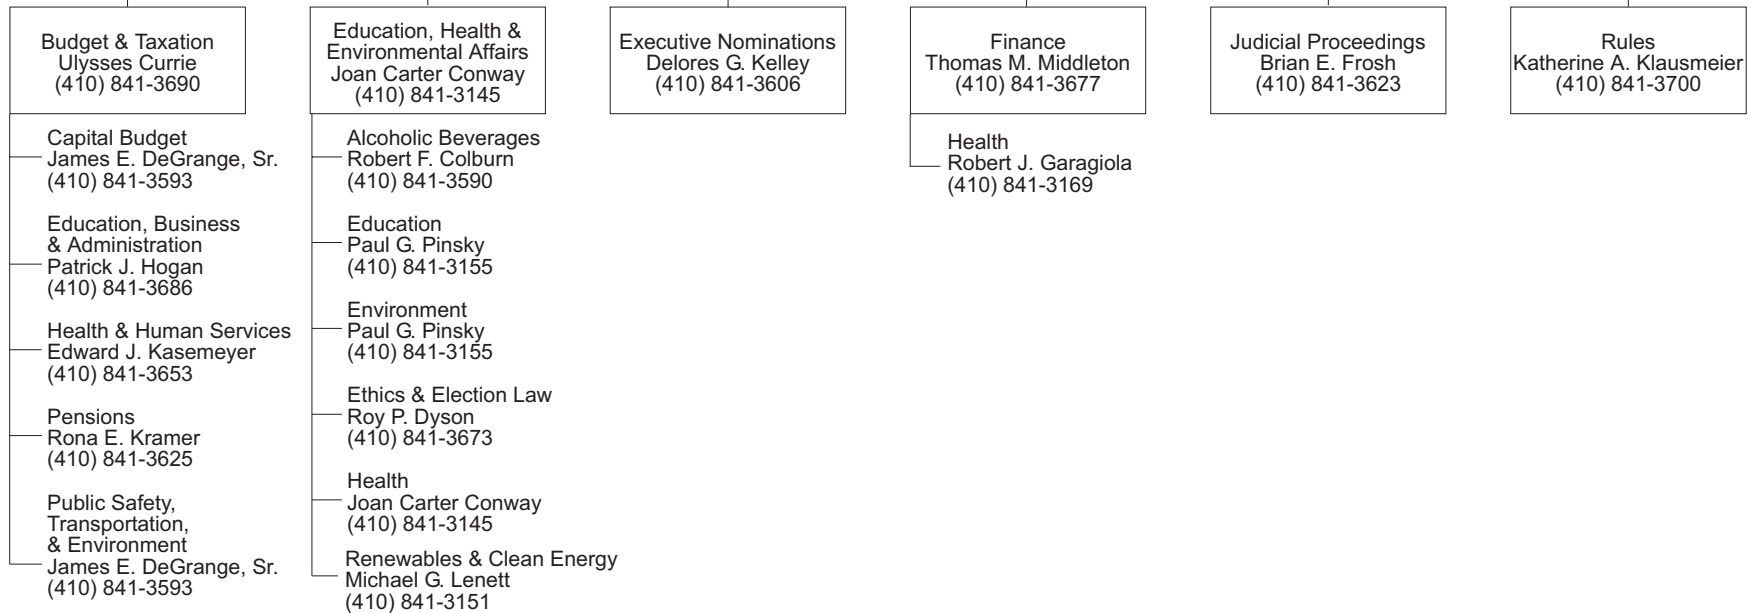 Budget & Taxation
Ulysses Currie
(410) 841-3690
Capital Budget
James E. DeGrange, Sr.
(410) 841-3593
Education, Business
& Administration
Patrick J. Hogan
(410) 841-3686
Health & Human Services
Edward J. Kasemeyer
(410) 841-3653
Pensions
Rona E. Kramer
(410) 841-3625
Public Safety,
Transportation,
& Environment
James E. DeGrange, Sr.
(410) 841-3593
Education, Health &
Environmental Affairs
Joan Carter Conway
(410) 841-3145
Alcoholic Beverages
Robert F. Colburn
(410) 841-3590
Education
Paul G. Pinsky
(410) 841-3155
Environment
Paul G. Pinsky
(410) 841-3155
Ethics & Election Law
Roy P. Dyson
(410) 841-3673
Health
Joan Carter Conway
(410) 841-3145
Renewables & Clean Energy
Michael G. Lenett
(410) 841-3151
Executive Nominations
Delores G. Kelley
(410) 841-3606
Finance
Thomas M. Middleton
(410) 841-3677
Health
Robert J. Garagiola
(410) 841-3169
Judicial Proceedings
Brian E. Frosh
(410) 841-3623
Rules
Katherine A. Klausmeier
(410) 841-3700